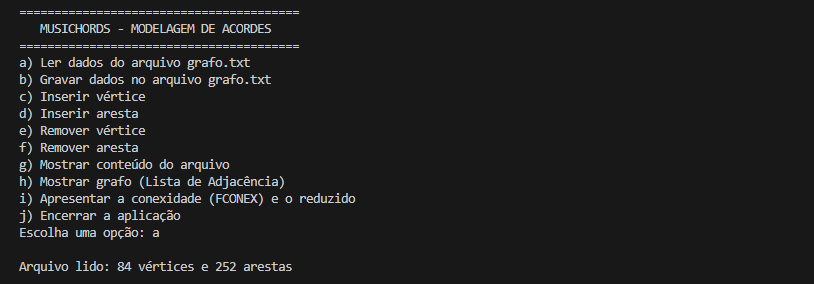 ========================================
MUSICHORDS - MODELAGEM DE ACORDES
========================================
a) Ler dados do arquivo grafo.txt
b) Gravar dados no arquivo grafo.txt
c) Inserir vértice
d) Inserir aresta
e) Remover vértice
f) Remover aresta
g) Mostrar conteúdo do arquivo
h) Mostrar grafo (Lista de Adjacência)
i) Apresentar a conexidade (FCONEX) e o reduzido
j) Encerrar a aplicação
Escolha uma opção: a
Arquivo lido: 84 vértices e 252 arestas